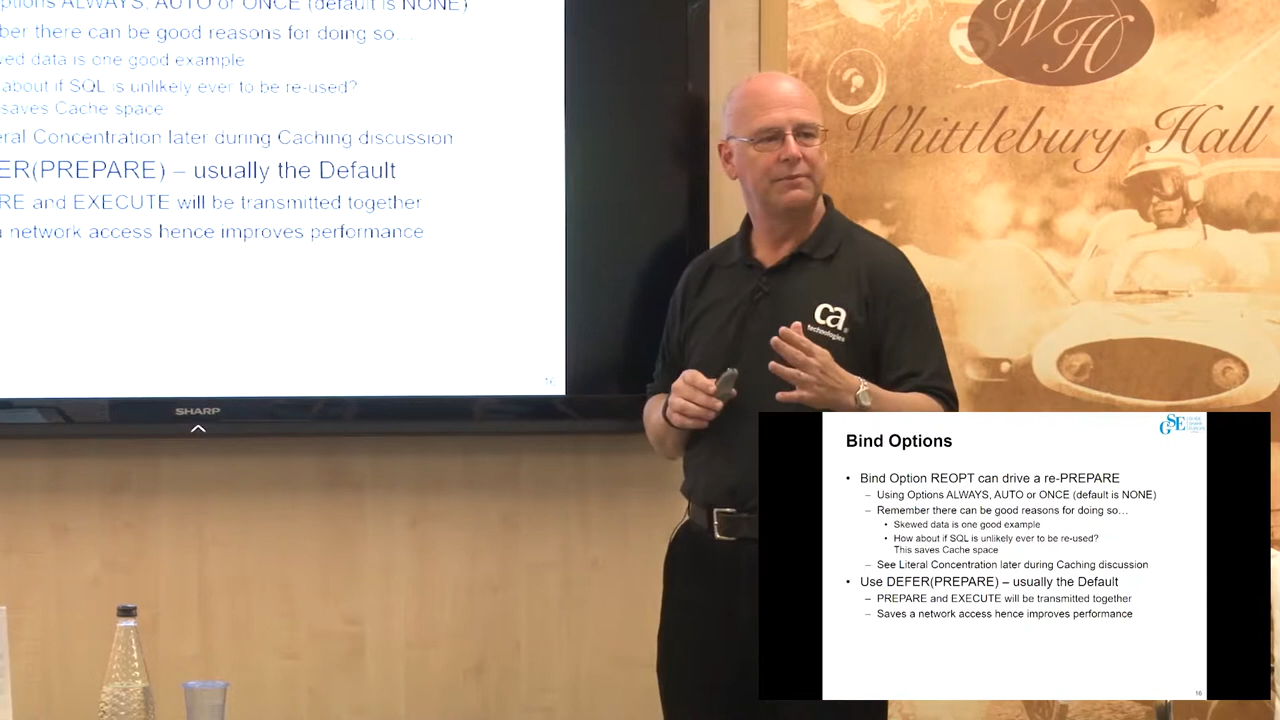 ptions ALWAYS, AUTO or ONCE (default is NONE)
ber there can be good reasons for doing so…
ved data is one good example
about if SQL is unlikely ever to be re-used?
saves Cache space
eral Concentration later during Caching discussion
ER(PREPARE) – usually the Default
RE and EXECUTE will be transmitted together
a network access hence improves performance
16
SHARP
WH
Whittlebury Hall
ca
technologies
GSE
Bind Options
• Bind Option REOPT can drive a re-PREPARE
– Using Options ALWAYS, AUTO or ONCE (default is NONE)
– Remember there can be good reasons for doing so…
• Skewed data is one good example
• How about if SQL is unlikely ever to be re-used?
This saves Cache space
– See Literal Concentration later during Caching discussion
• Use DEFER(PREPARE) – usually the Default
– PREPARE and EXECUTE will be transmitted together
– Saves a network access hence improves performance
16